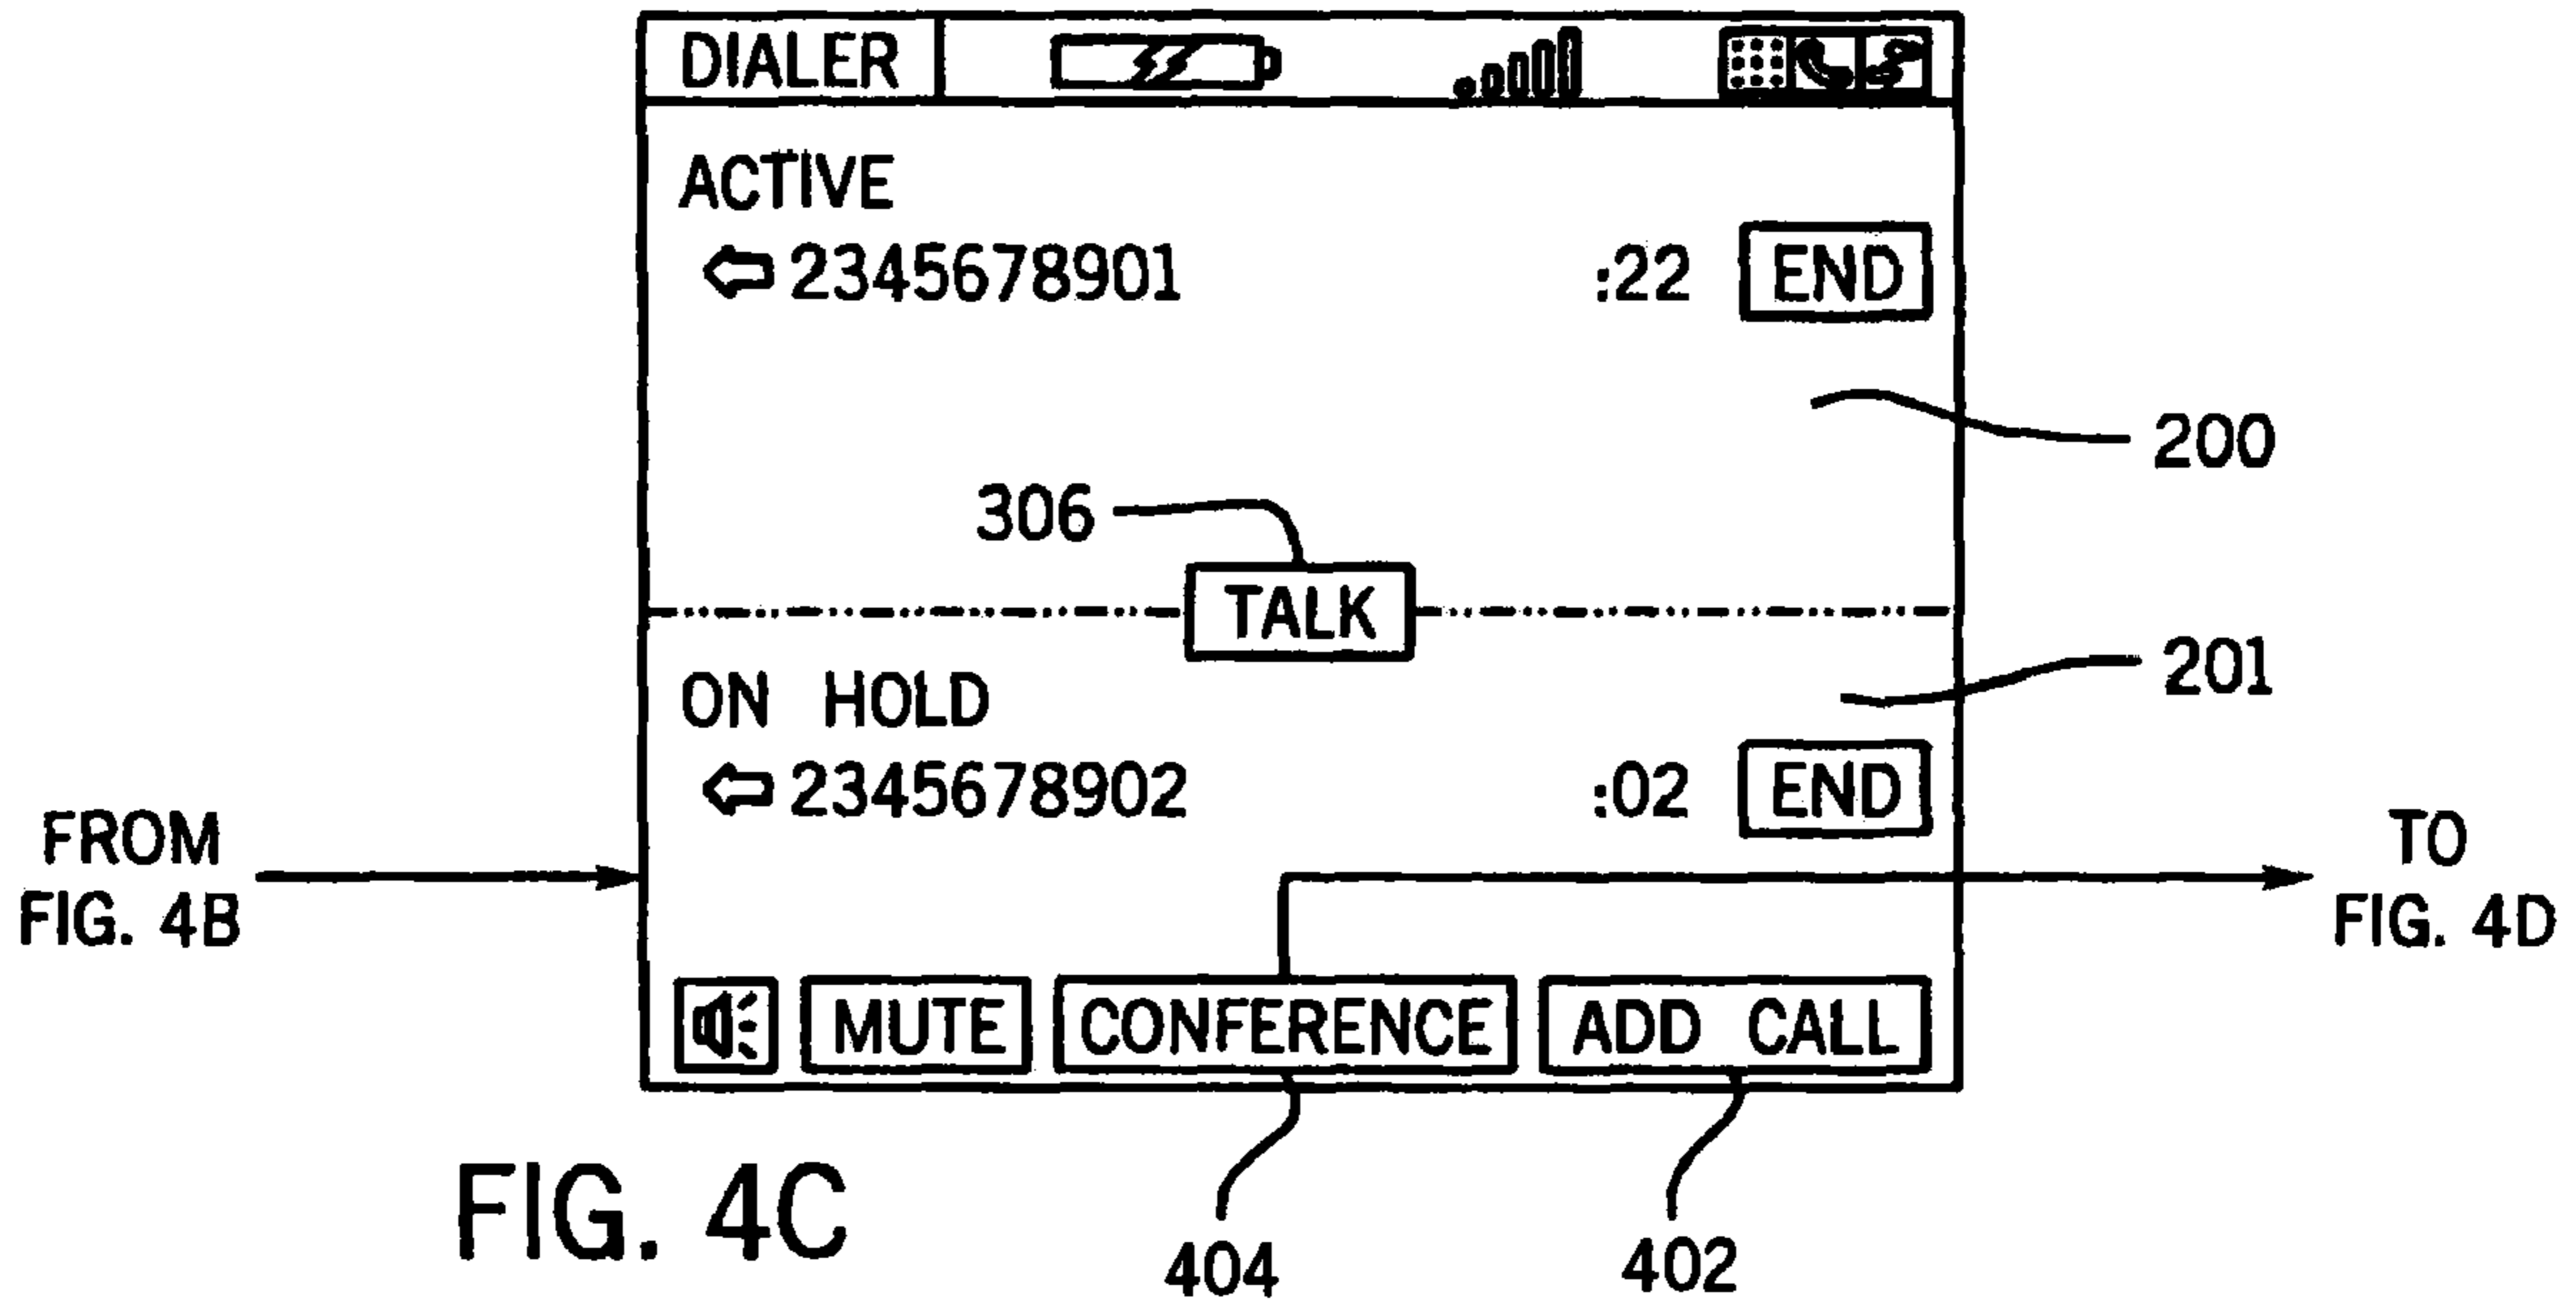 DIALER
ACTIVE
2345678901 :22 END
200
306
TALK
201
ON HOLD
2345678902 :02 END
FROM
FIG. 4B
TO
FIG. 4D
MUTE CONFERENCE ADD CALL
404 402
FIG. 4C